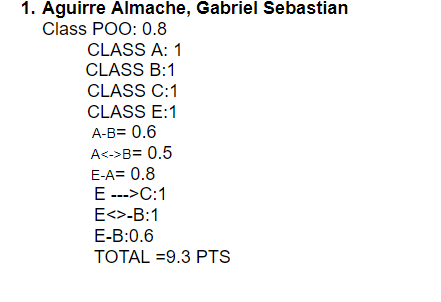 1. Aguirre Almache, Gabriel Sebastian
Class POO: 0.8
CLASS A: 1
CLASS B:1
CLASS C:1
CLASS E:1
A-B= 0.6
A<->B= 0.5
E-A= 0.8
E --->C:1
E<>-B:1
E-B:0.6
TOTAL =9.3 PTS